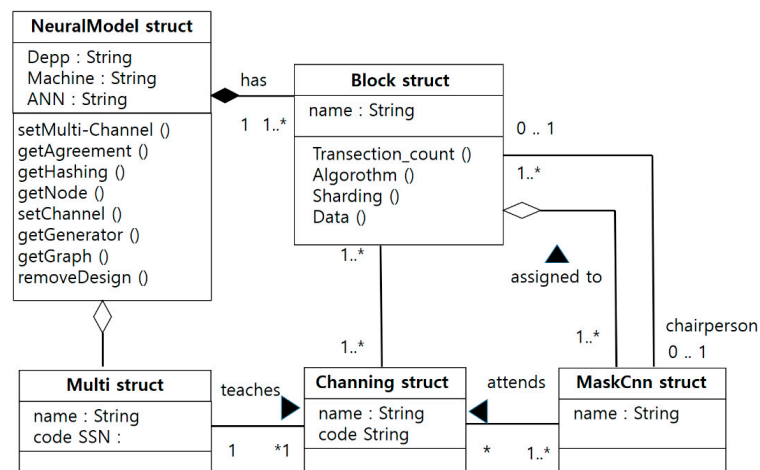 NeuralModel struct
Depp : String
Machine : String
ANN : String
setMulti-Channel ()
getAgreement ()
getHashing ()
getNode ()
setChannel ()
getGenerator ()
getGraph ()
removeDesign ()
has
1 1..*
Block struct
name : String
Transection_count ()
Algorothm ()
Sharding ()
Data ()
0 .. 1
1..*
assigned to
1..*
chairperson
0 .. 1
1..*
1..*
Multi struct
name : String
code SSN :
teaches
1 *1
Channing struct
name : String
code String
attends
* 1..*
MaskCnn struct
name : String